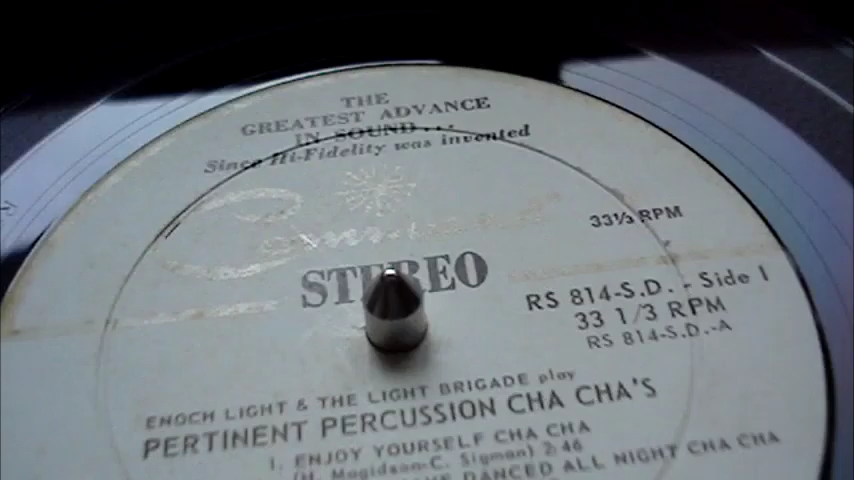 THE
GREATEST ADVANCE
IN SOUND...
Since Hi-Fidelity was invented
33⅓ RPM
STEREO
RS 814-S.D. - Side 1
33 1/3 RPM
RS 814-S.D.-A
ENOCH LIGHT & THE LIGHT BRIGADE play
PERTINENT PERCUSSION CHA CHA'S
1. ENJOY YOURSELF CHA CHA
(H. Magidson-C. Sigman) 2:46
DANCED ALL NIGHT CHA CHA